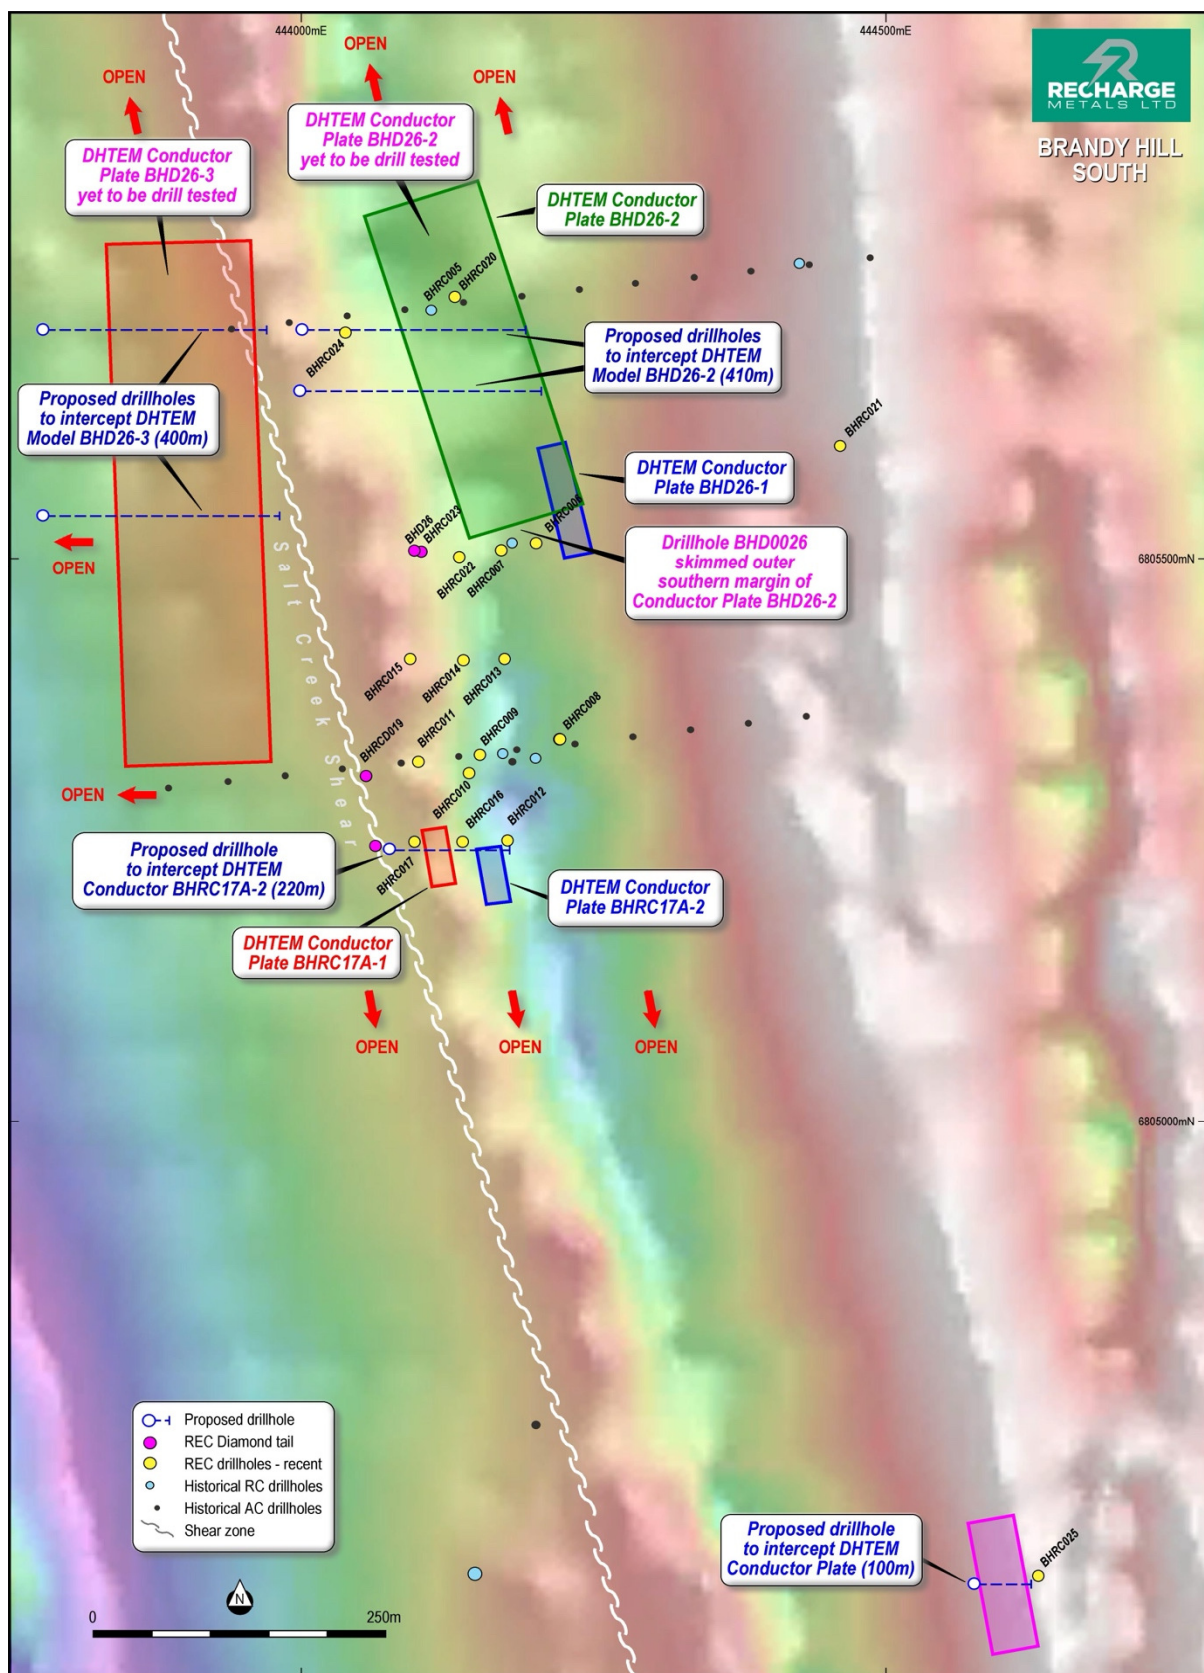 444000mE
444500mE
RECHARGE
METALS LTD
BRANDY HILL
SOUTH
OPEN
OPEN
OPEN
DHTEM Conductor
Plate BHD26-3
yet to be drill tested
DHTEM Conductor
Plate BHD26-2
yet to be drill tested
DHTEM Conductor
Plate BHD26-2
BHRC005
BHRC020
BHRC024
Proposed drillholes
to intercept DHTEM
Model BHD26-2 (410m)
Proposed drillholes
to intercept DHTEM
Model BHD26-3 (400m)
BHRC021
DHTEM Conductor
Plate BHD26-1
BHD26
BHRC023
BHRC022
BHRC007
Drillhole BHD0026
skimmed outer
southern margin of
Conductor Plate BHD26-2
OPEN
6805500mN
Salt Creek Shear
BHRC015
BHRC014
BHRC013
BHRCD019
BHRC011
BHRC009
BHRC008
OPEN
BHRC010
BHRC016
BHRC012
BHRC017
Proposed drillhole
to intercept DHTEM
Conductor BHRC17A-2 (220m)
DHTEM Conductor
Plate BHRC17A-2
DHTEM Conductor
Plate BHRC17A-1
OPEN
OPEN
OPEN
6805000mN
Proposed drillhole
REC Diamond tail
REC drillholes - recent
Historical RC drillholes
Historical AC drillholes
Shear zone
N
0
250m
Proposed drillhole
to intercept DHTEM
Conductor Plate (100m)
BHRC025